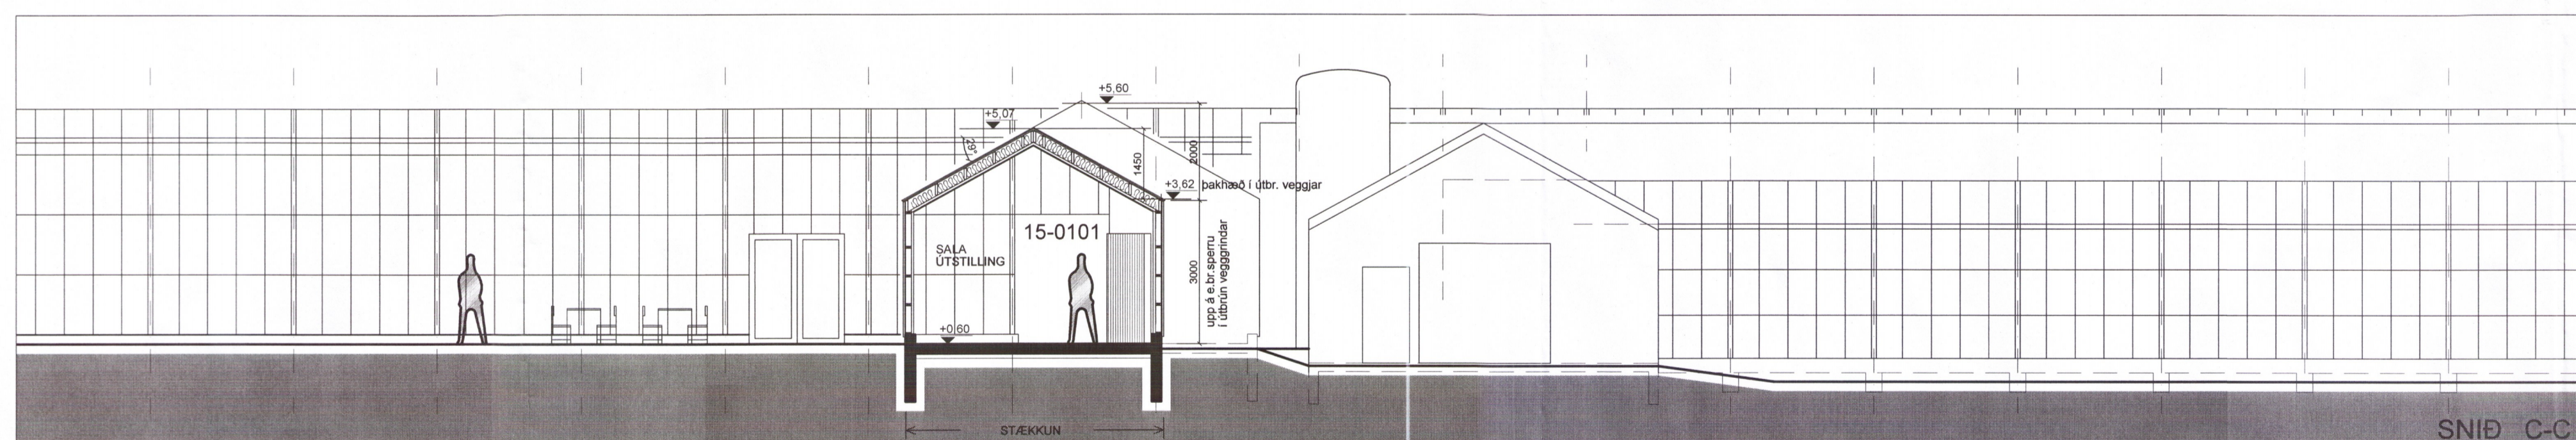 +5,60
+5,07
29°
1450
2000
+3,62 þakhæð í útbr. veggjar
15-0101
SALA
ÚTSTILLING
3000
upp á e.br.sperru
í útbrún vegggrindar
+0,60
STÆKKUN
SNIÐ C-C